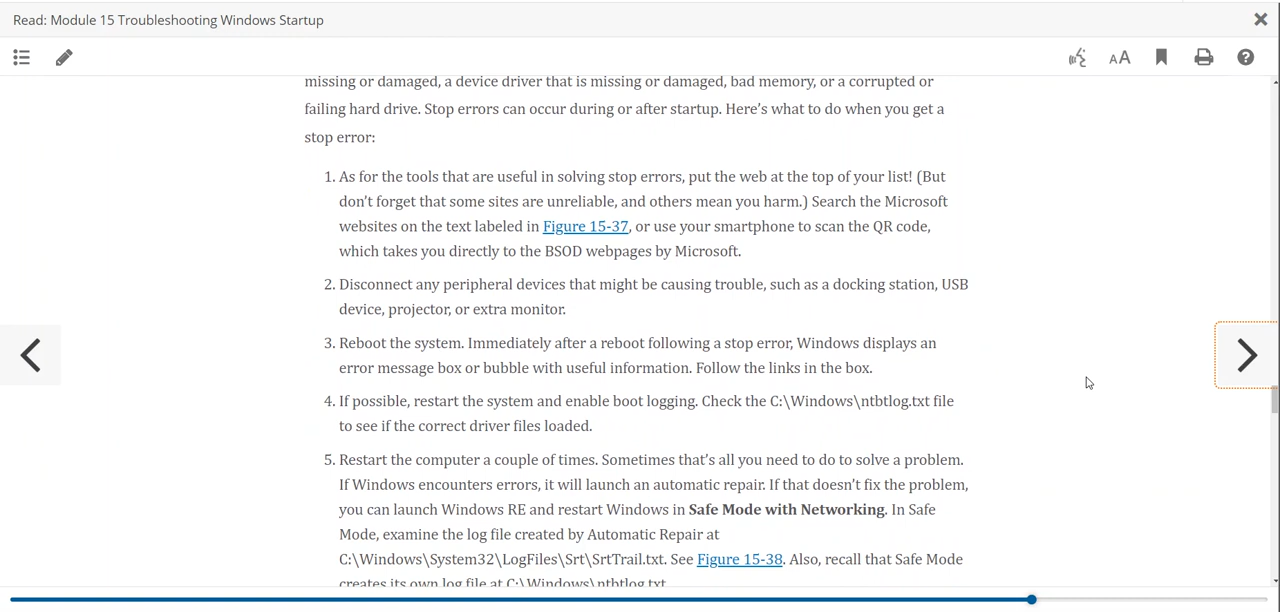 Read: Module 15 Troubleshooting Windows Startup
AA
missing or damaged, a device driver that is missing or damaged, bad memory, or a corrupted or
failing hard drive. Stop errors can occur during or after startup. Here’s what to do when you get a
stop error:
1. As for the tools that are useful in solving stop errors, put the web at the top of your list! (But
don’t forget that some sites are unreliable, and others mean you harm.) Search the Microsoft
websites on the text labeled in Figure 15-37, or use your smartphone to scan the QR code,
which takes you directly to the BSOD webpages by Microsoft.
2. Disconnect any peripheral devices that might be causing trouble, such as a docking station, USB
device, projector, or extra monitor.
3. Reboot the system. Immediately after a reboot following a stop error, Windows displays an
error message box or bubble with useful information. Follow the links in the box.
4. If possible, restart the system and enable boot logging. Check the C:\Windows\ntbtlog.txt file
to see if the correct driver files loaded.
5. Restart the computer a couple of times. Sometimes that’s all you need to do to solve a problem.
If Windows encounters errors, it will launch an automatic repair. If that doesn’t fix the problem,
you can launch Windows RE and restart Windows in Safe Mode with Networking. In Safe
Mode, examine the log file created by Automatic Repair at
C:\Windows\System32\LogFiles\Srt\SrtTrail.txt. See Figure 15-38. Also, recall that Safe Mode
creates its own log file at C:\Windows\ntbtlog.txt.